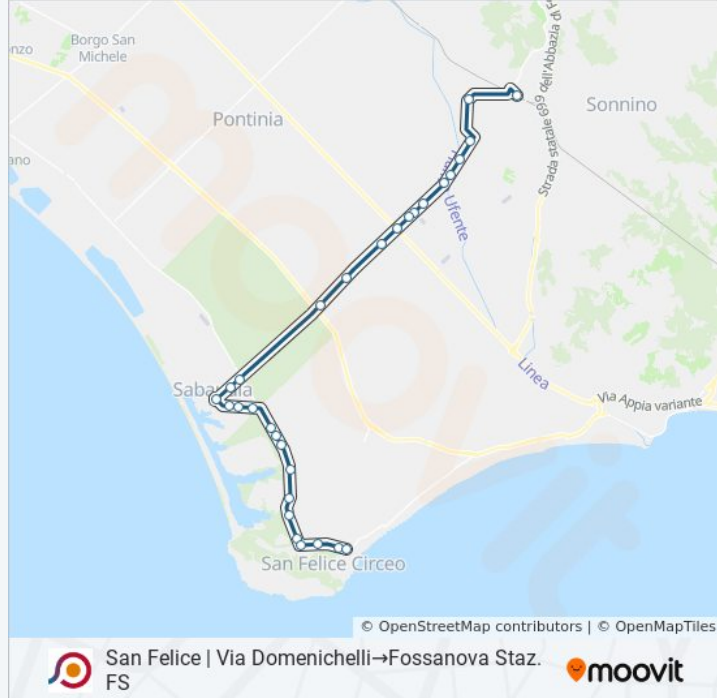 Borgo San
Michele
Pontinia
Sonnino
Strada statale 699 dell'Abbazia di
Ufente
Linea
Via Appia variante
San Felice Circeo
© OpenStreetMap contributors | © OpenMapTiles
San Felice | Via Domenichelli→Fossanova Staz.
FS
moovit
moovit